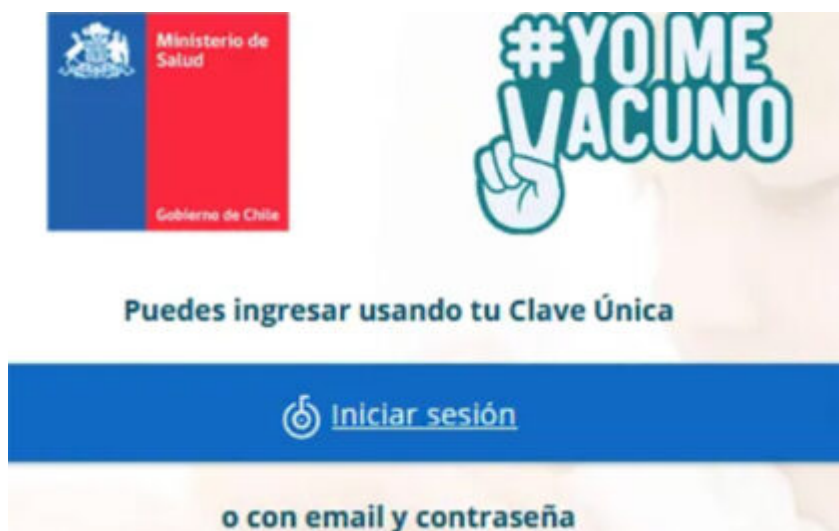 Ministerio de
Salud
Gobierno de Chile
#YO ME
VACUNO
Puedes ingresar usando tu Clave Única
Iniciar sesión
o con email y contraseña